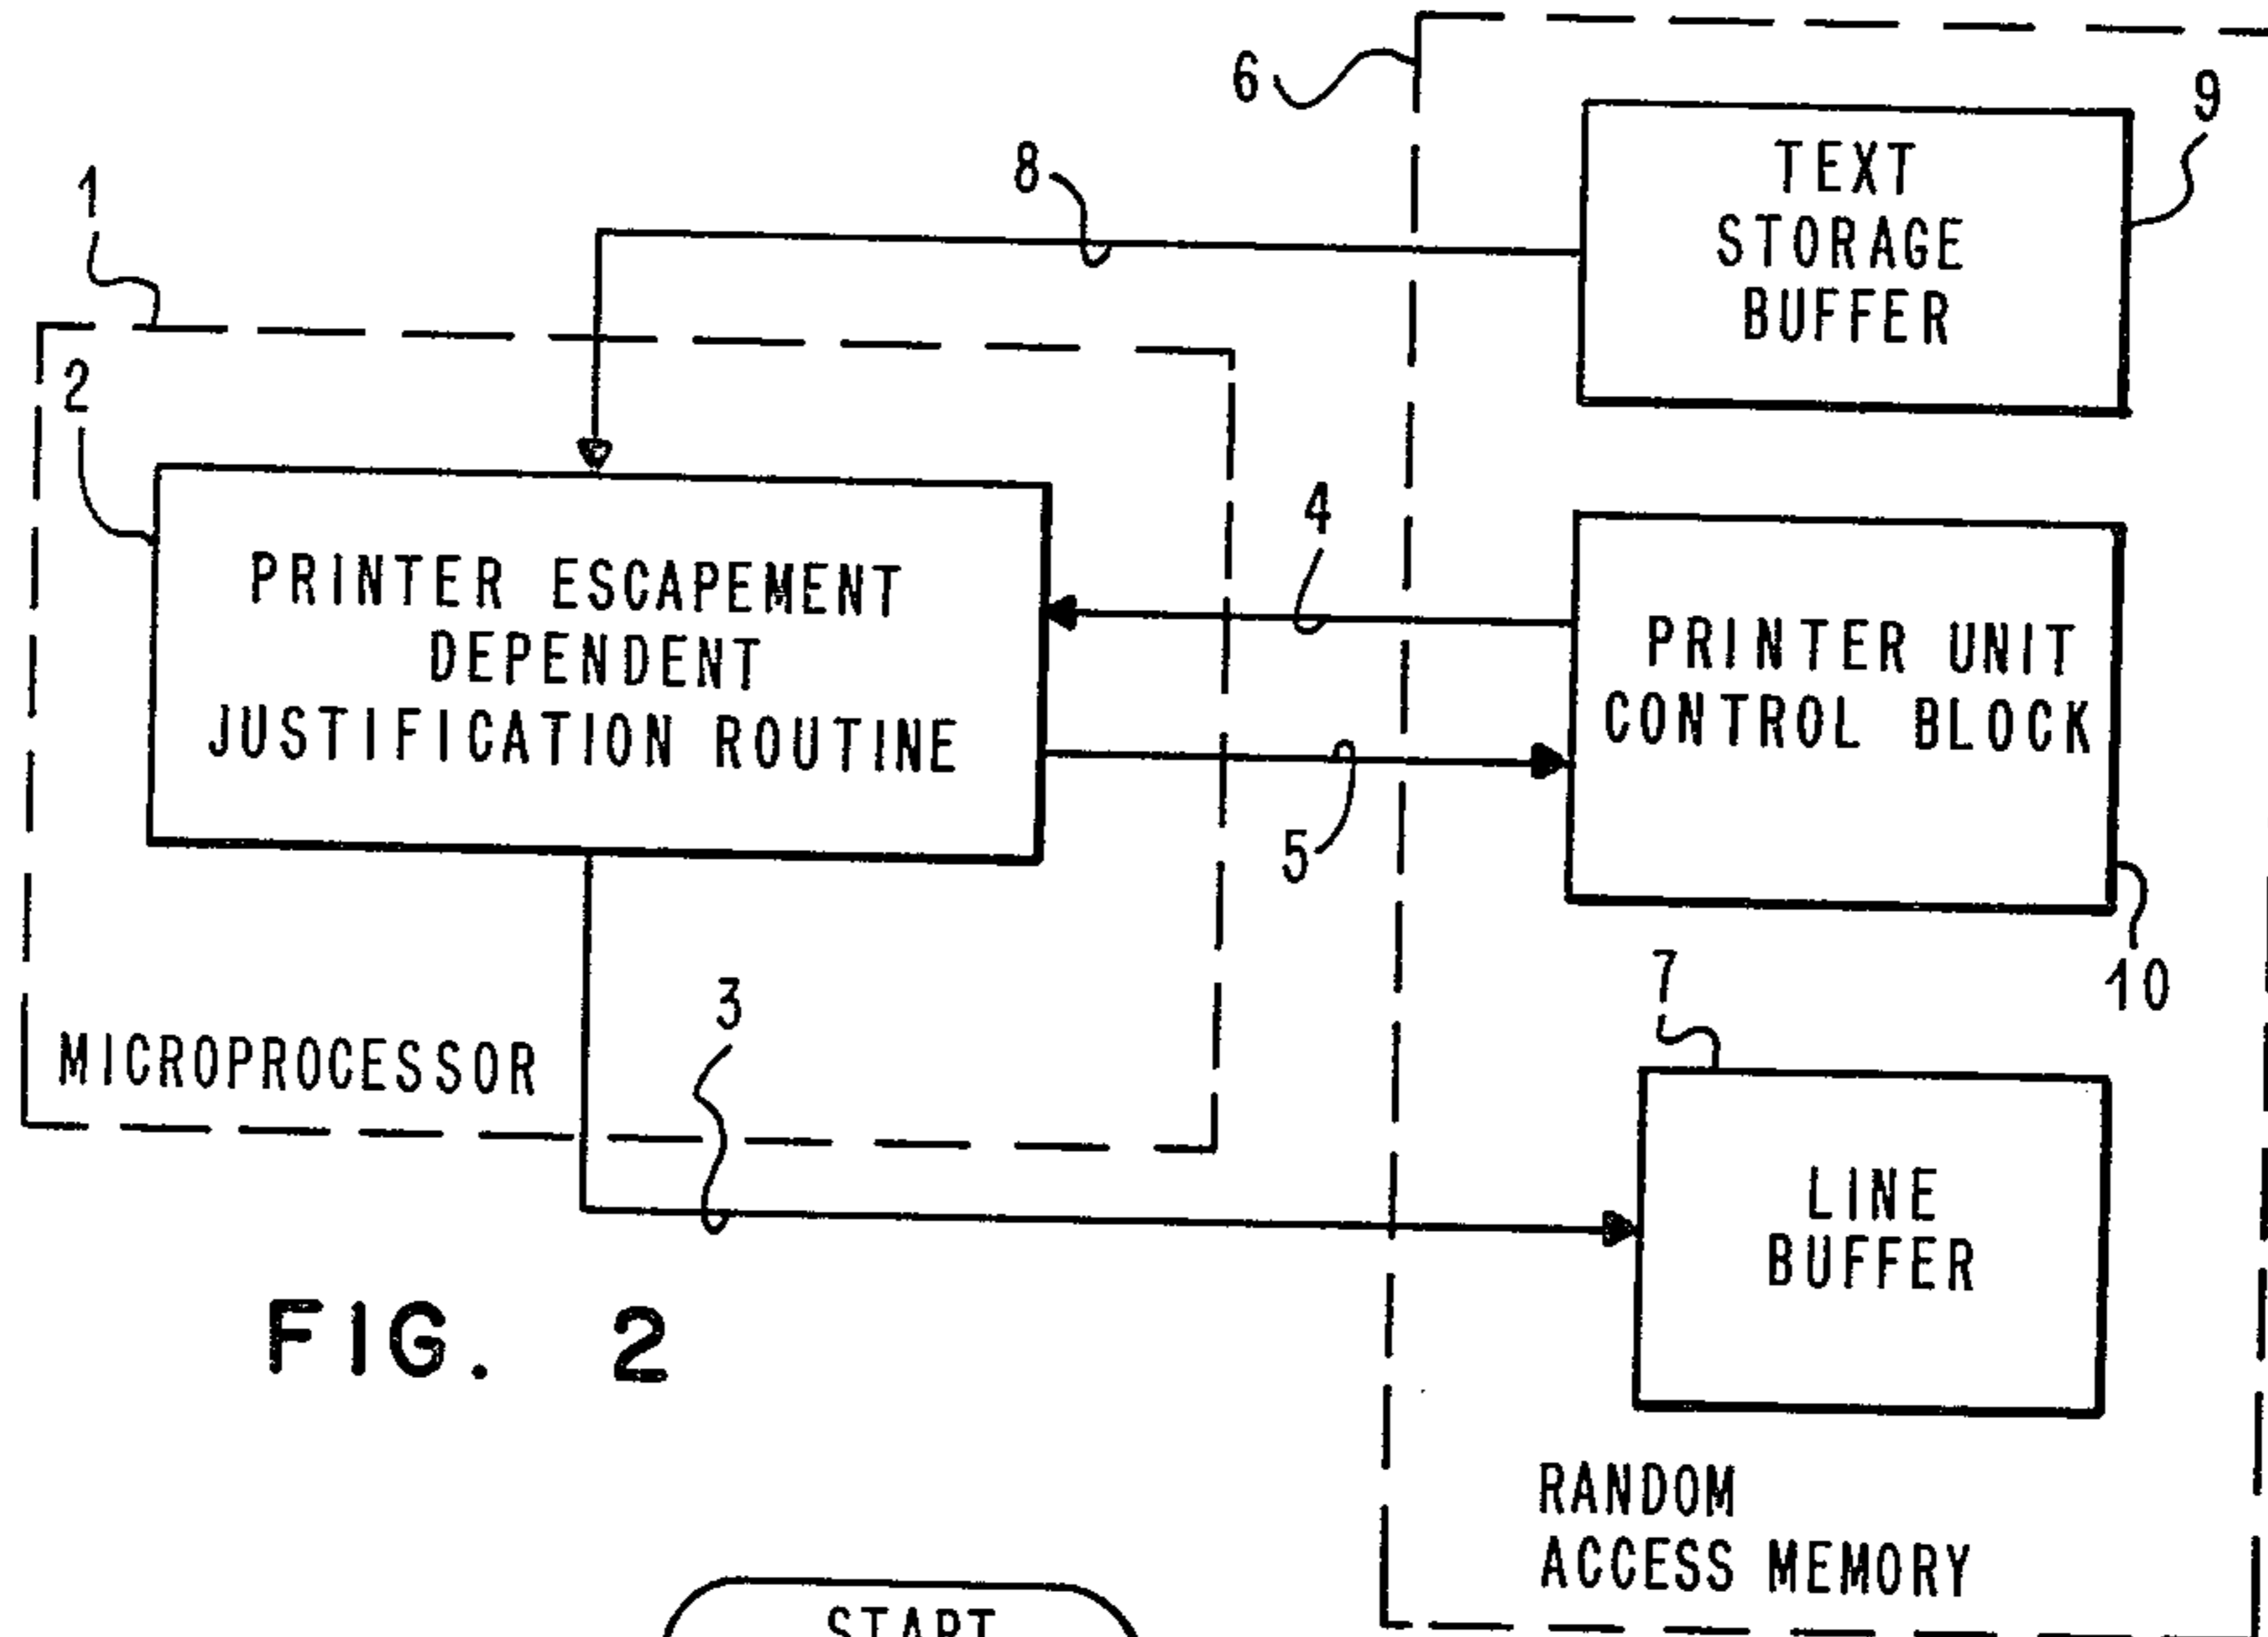 6
9
TEXT
STORAGE
BUFFER
8
1
2
4
PRINTER ESCAPEMENT
DEPENDENT
JUSTIFICATION ROUTINE
PRINTER UNIT
CONTROL BLOCK
5
10
7
3
MICROPROCESSOR
LINE
BUFFER
FIG. 2
RANDOM
ACCESS MEMORY
START